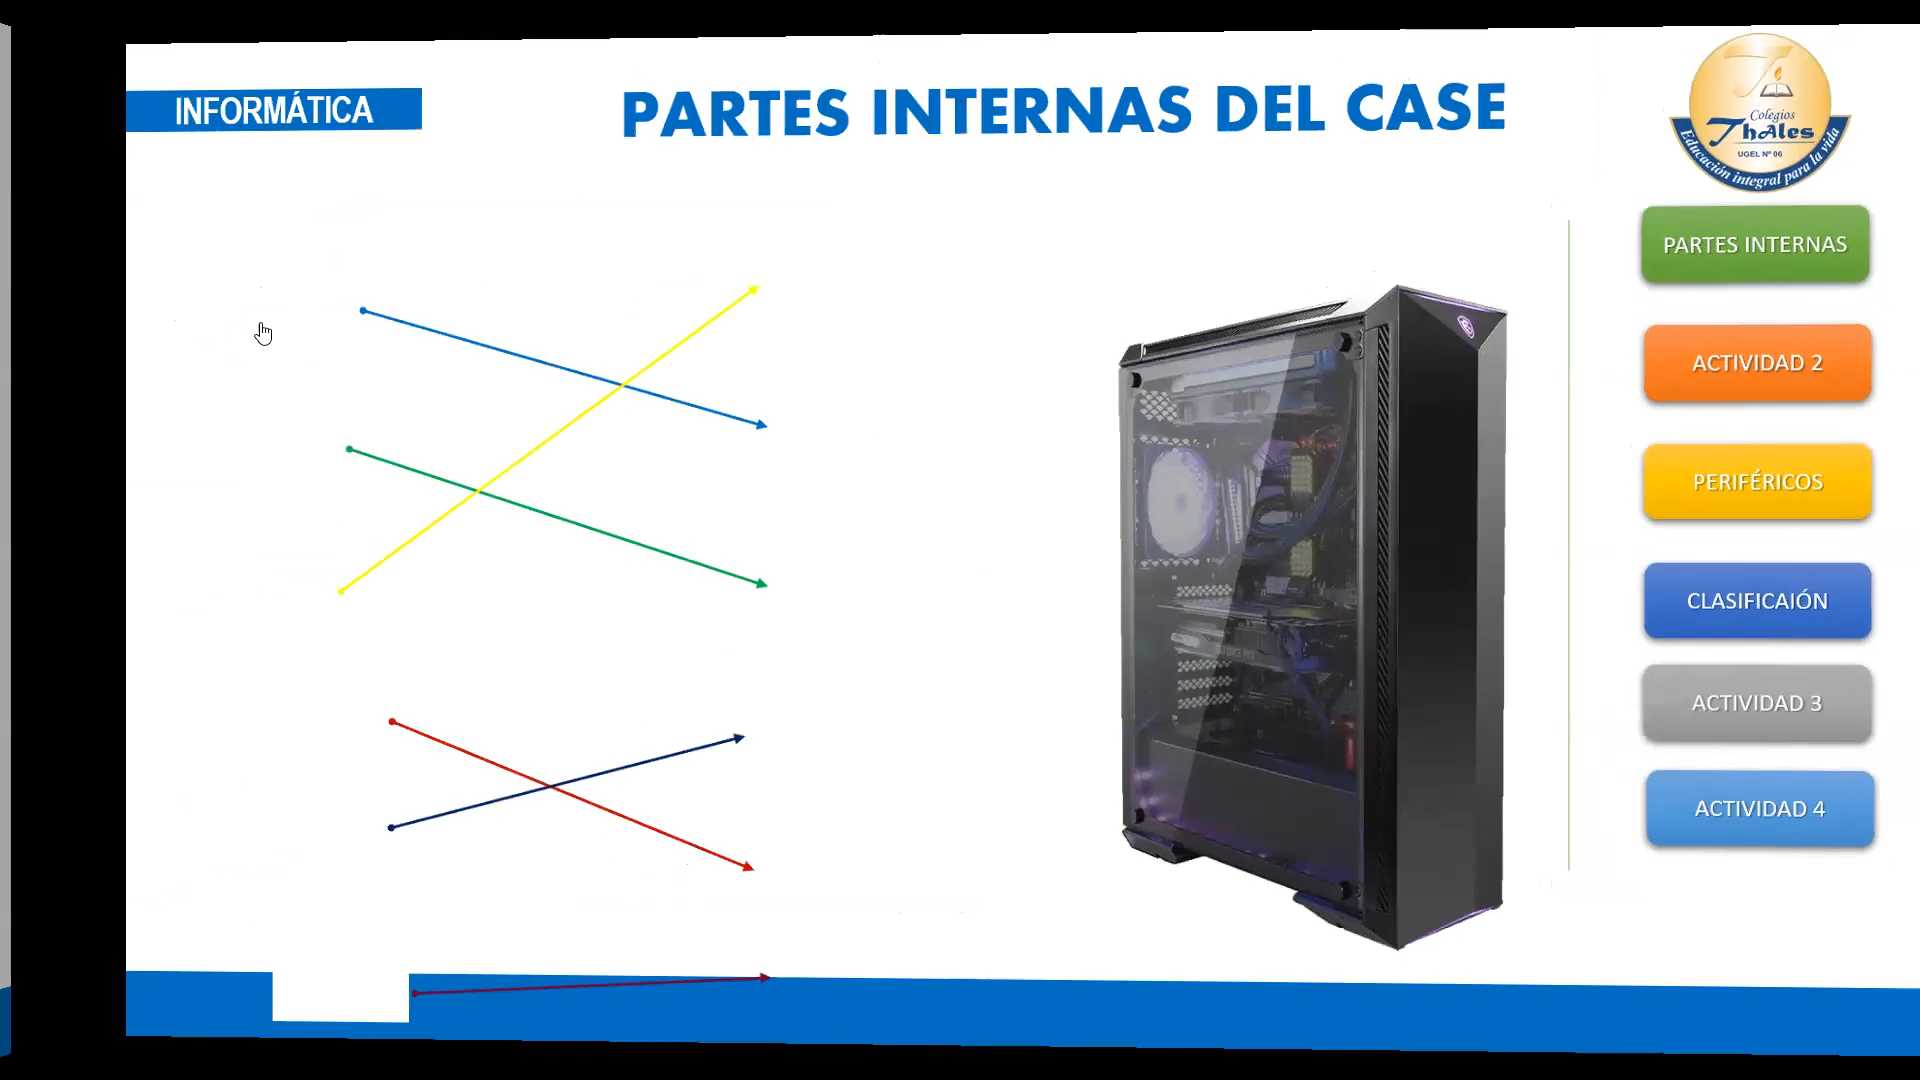 INFORMÁTICA
PARTES INTERNAS DEL CASE
Colegios
ThAles
UGEL Nº 06
Educación integral para la vida
PARTES INTERNAS
ACTIVIDAD 2
PERIFÉRICOS
CLASIFICAIÓN
ACTIVIDAD 3
ACTIVIDAD 4